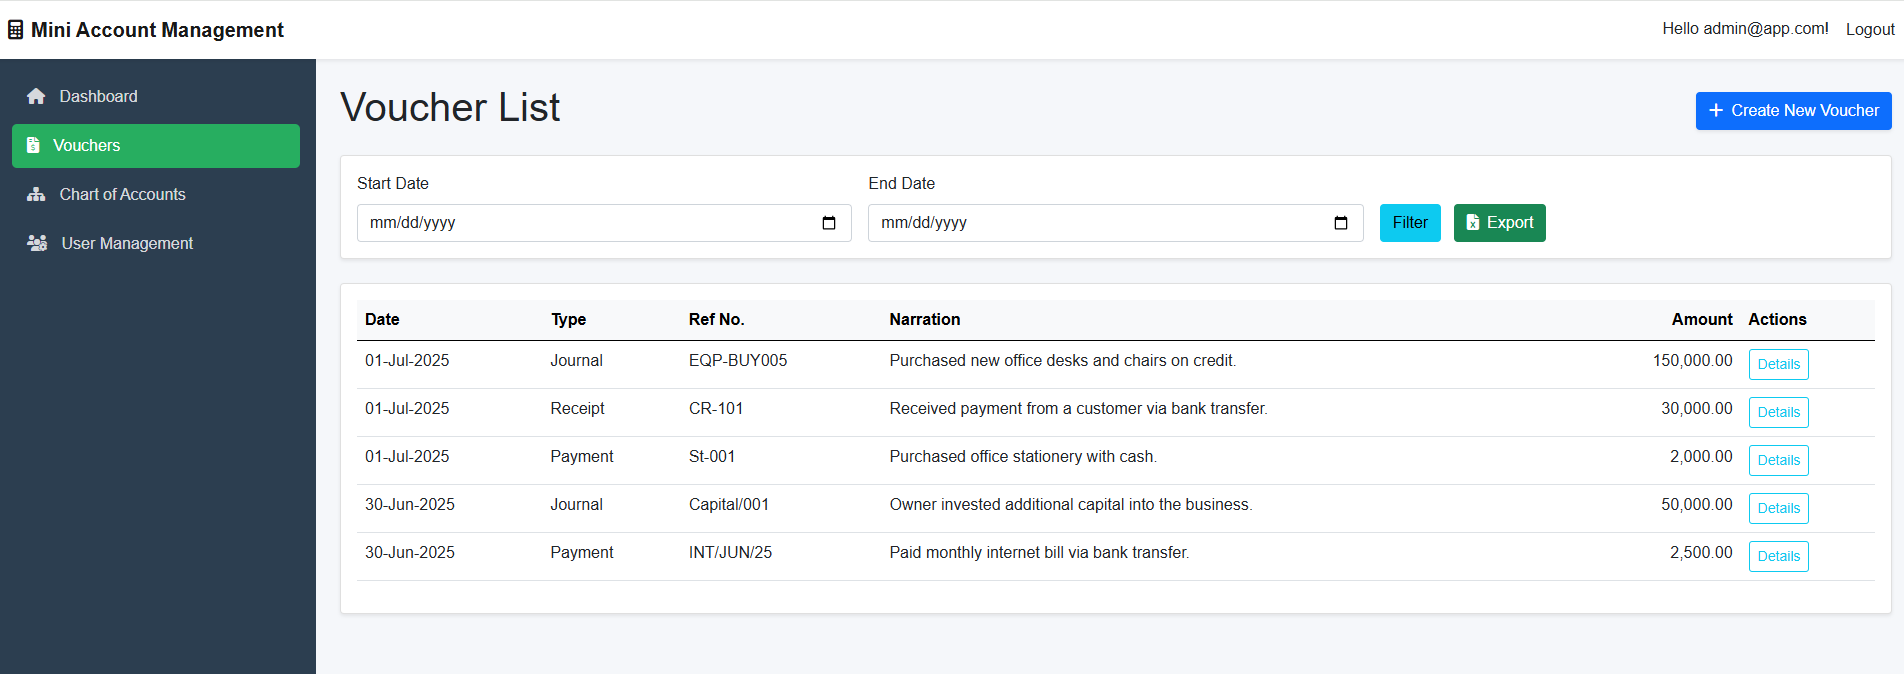 Mini Account Management
Hello admin@app.com! Logout
Dashboard
Vouchers
Chart of Accounts
User Management
Voucher List
+ Create New Voucher
Start Date End Date
mm/dd/yyyy mm/dd/yyyy Filter Export
Date Type Ref No. Narration Amount Actions
01-Jul-2025 Journal EQP-BUY005 Purchased new office desks and chairs on credit. 150,000.00 Details
01-Jul-2025 Receipt CR-101 Received payment from a customer via bank transfer. 30,000.00 Details
01-Jul-2025 Payment St-001 Purchased office stationery with cash. 2,000.00 Details
30-Jun-2025 Journal Capital/001 Owner invested additional capital into the business. 50,000.00 Details
30-Jun-2025 Payment INT/JUN/25 Paid monthly internet bill via bank transfer. 2,500.00 Details